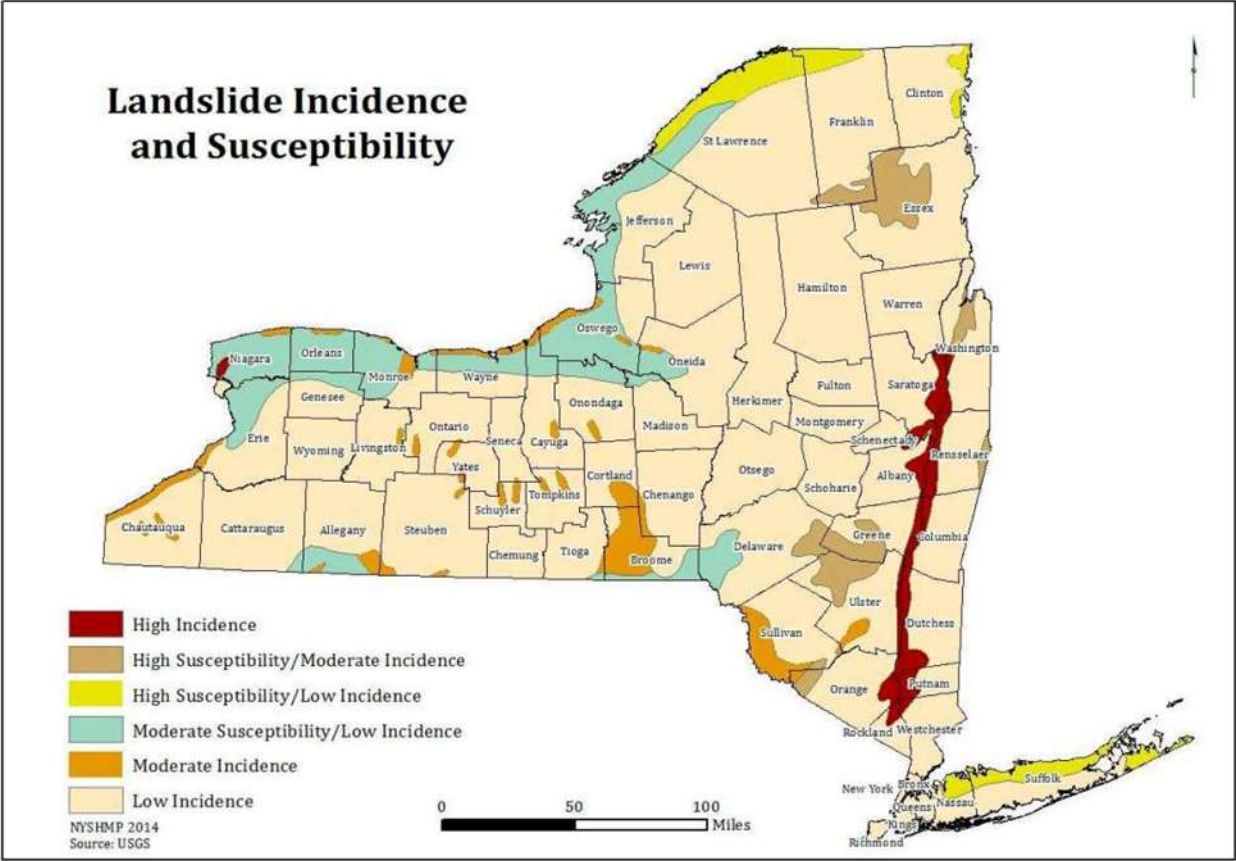 Landslide Incidence
and Susceptibility
Clinton
Franklin
St Lawrence
Essex
Jefferson
Lewis
Hamilton
Warren
Oswego
Washington
Niagara
Orleans
Oneida
Monroe
Wayne
Fulton
Saratoga
Genesee
Herkimer
Onondaga
Montgomery
Ontario
Madison
Erie
Seneca
Cayuga
Schenectady
Wyoming
Livingston
Rensselaer
Yates
Otsego
Cortland
Albany
Schoharie
Tompkins
Chenango
Schuyler
Chautauqua
Cattaraugus
Allegany
Steuben
Greene
Columbia
Delaware
Chemung
Tioga
Broome
Ulster
Dutchess
Sullivan
Putnam
Orange
Rockland
Westchester
Suffolk
New York
Bronx
Nassau
Queens
Kings
Richmond
High Incidence
High Susceptibility/Moderate Incidence
High Susceptibility/Low Incidence
Moderate Susceptibility/Low Incidence
Moderate Incidence
Low Incidence
NYSHMP 2014
Source: USGS
0 50 100
Miles